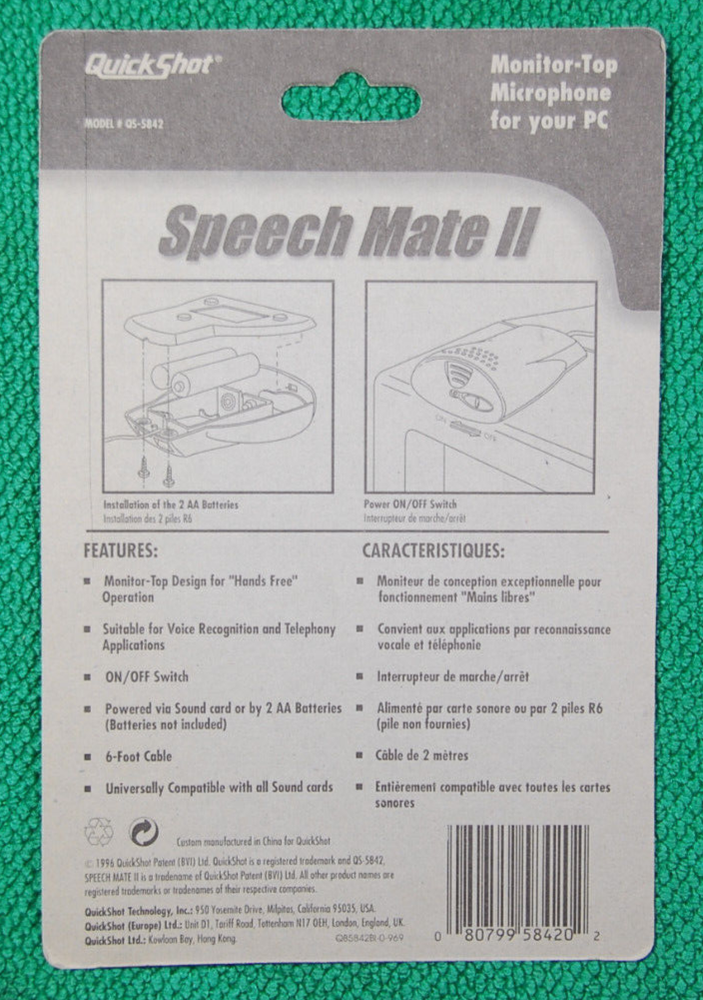 QuickShot®
MODEL # QS-5842
Monitor-Top
Microphone
for your PC
Speech Mate II
ON
OFF
Installation of the 2 AA Batteries
Installation des 2 piles R6
Power ON/OFF Switch
Interrupteur de marche/arrêt
FEATURES:
■ Monitor-Top Design for "Hands Free"
Operation
■ Suitable for Voice Recognition and Telephony
Applications
■ ON/OFF Switch
■ Powered via Sound card or by 2 AA Batteries
(Batteries not included)
■ 6-Foot Cable
■ Universally Compatible with all Sound cards
CARACTERISTIQUES:
■ Moniteur de conception exceptionnelle pour
fonctionnement "Mains libres"
■ Convient aux applications par reconnaissance
vocale et téléphonie
■ Interrupteur de marche/arrêt
■ Alimenté par carte sonore ou par 2 piles R6
(pile non fournies)
■ Câble de 2 mètres
■ Entièrement compatible avec toutes les cartes
sonores
Custom manufactured in China for QuickShot
© 1996 QuickShot Patent (BVI) Ltd. QuickShot is a registered trademark and QS-5842,
SPEECH MATE II is a tradename of QuickShot Patent (BVI) Ltd. All other product names are
registered trademarks or tradenames of their respective companies.
QuickShot Technology, Inc.: 950 Yosemite Drive, Milpitas, California 95035, USA.
QuickShot (Europe) Ltd.: Unit D1, Tariff Road, Tottenham N17 0EH, London, England, UK.
QuickShot Ltd.: Kowloon Bay, Hong Kong.
QB5842BI-0-969
0 80799 58420 2